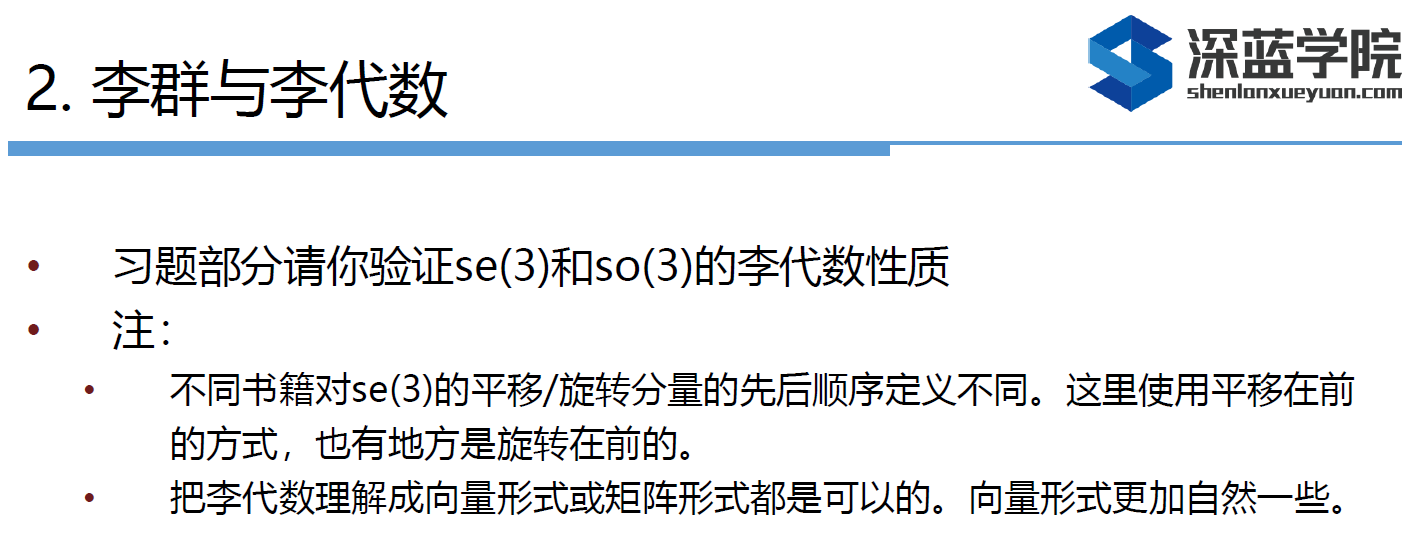 2. 李群与李代数
深蓝学院
shenlanxueyuan.com
• 习题部分请你验证se(3)和so(3)的李代数性质
• 注：
• 不同书籍对se(3)的平移/旋转分量的先后顺序定义不同。这里使用平移在前
的方式，也有地方是旋转在前的。
• 把李代数理解成向量形式或矩阵形式都是可以的。向量形式更加自然一些。